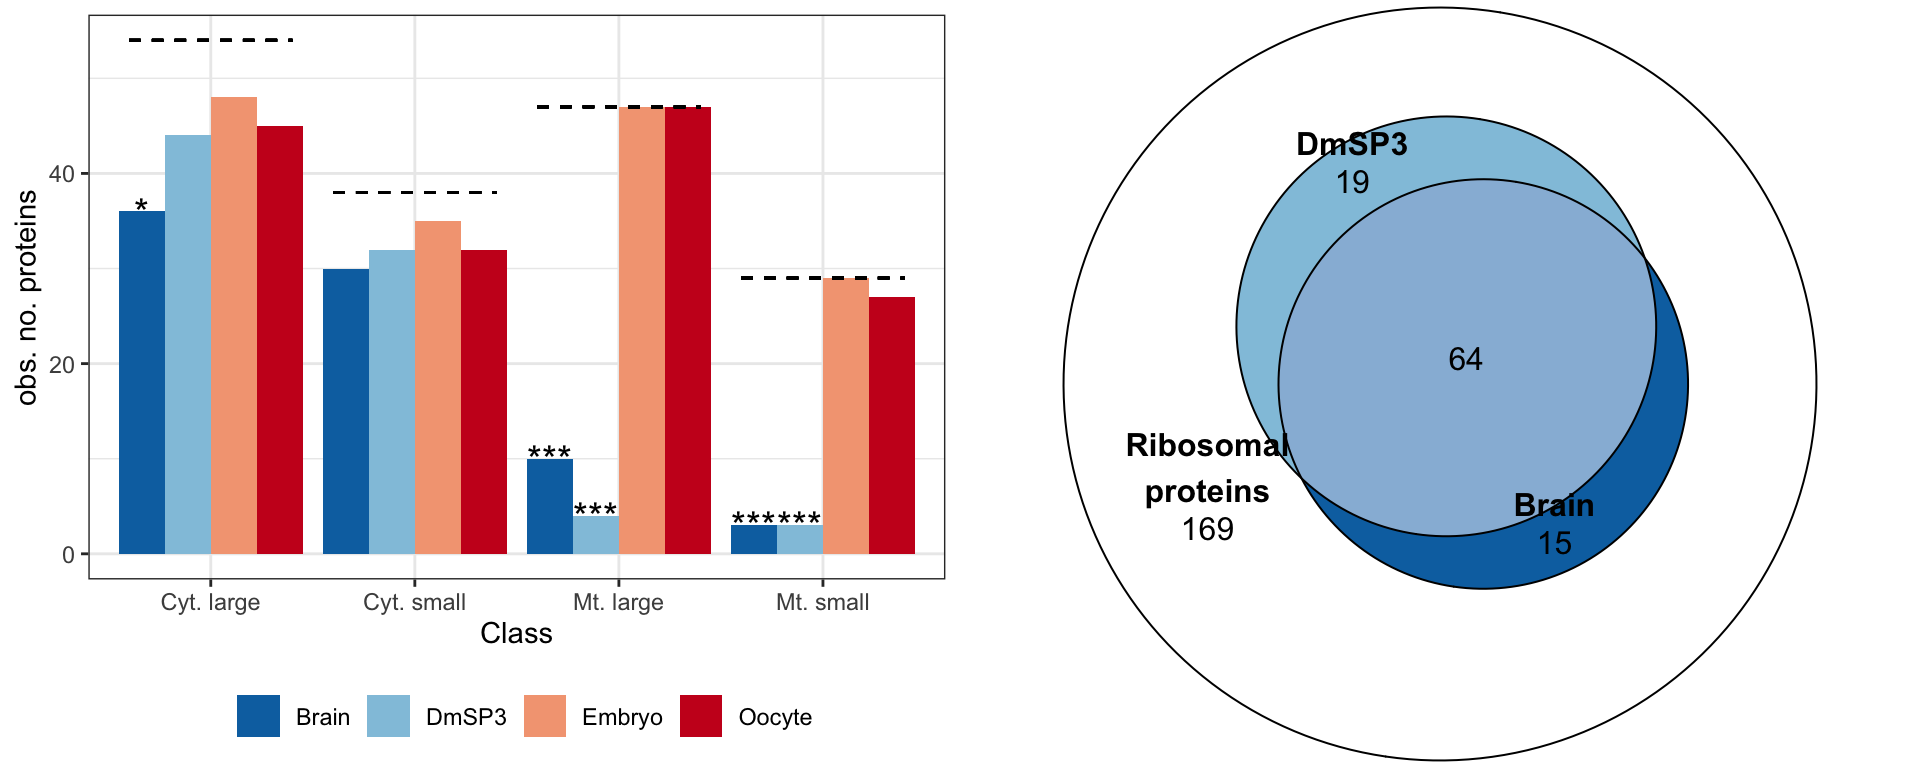 obs. no. proteins
40
20
0
*
***
***
***
***
Cyt. large
Cyt. small
Mt. large
Mt. small
Class
Brain
DmSP3
Embryo
Oocyte
DmSP3
19
64
Ribosomal
proteins
169
Brain
15